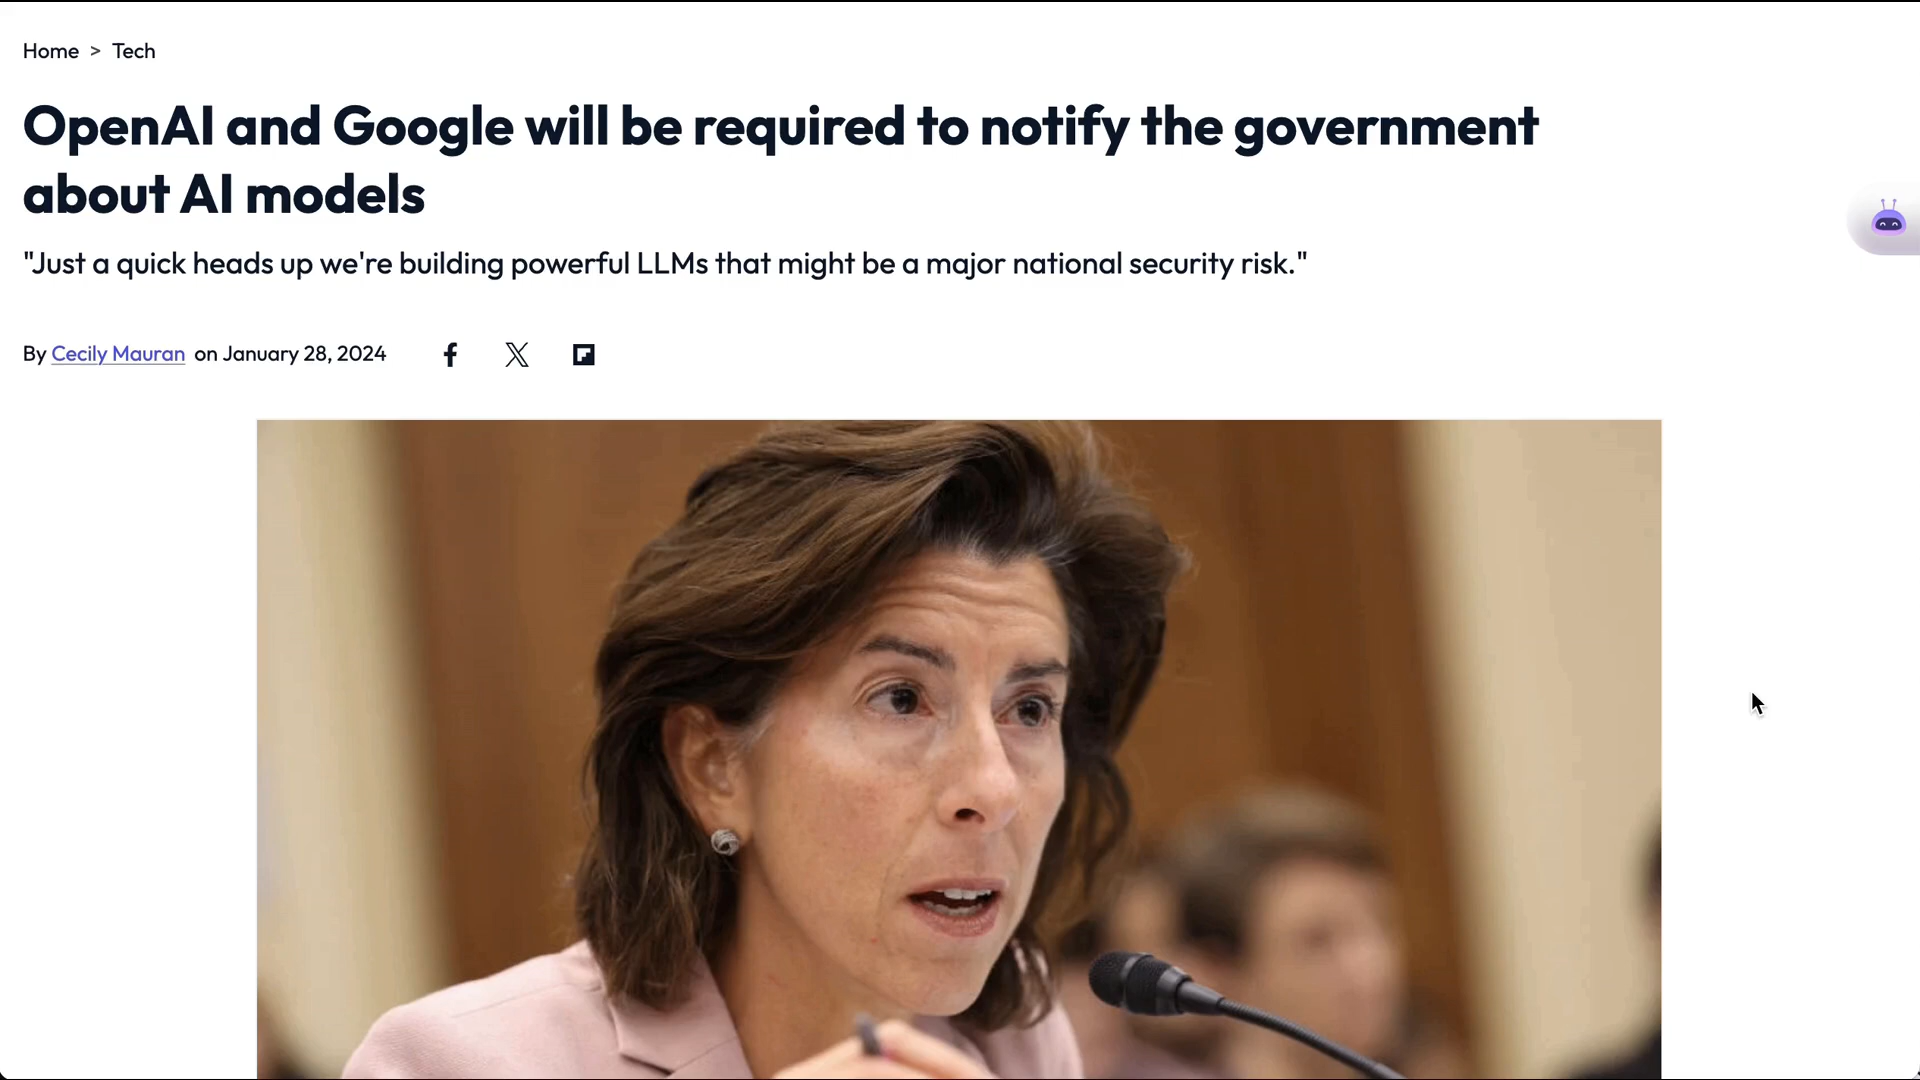 Home > Tech
OpenAI and Google will be required to notify the government
about AI models
"Just a quick heads up we're building powerful LLMs that might be a major national security risk."
By Cecily Mauran on January 28, 2024